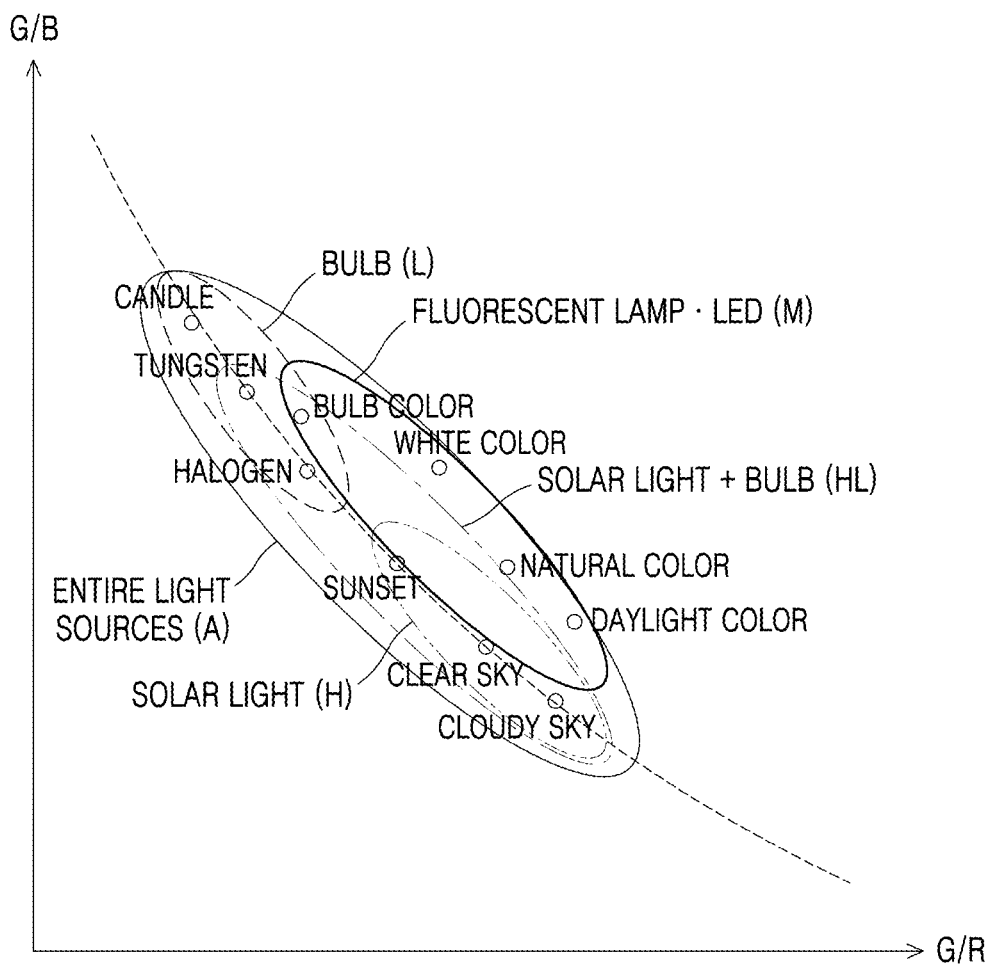 G/B
BULB (L)
CANDLE
FLUORESCENT LAMP · LED (M)
TUNGSTEN
BULB COLOR
WHITE COLOR
HALOGEN
SOLAR LIGHT + BULB (HL)
NATURAL COLOR
SUNSET
ENTIRE LIGHT
SOURCES (A)
DAYLIGHT COLOR
CLEAR SKY
SOLAR LIGHT (H)
CLOUDY SKY
G/R